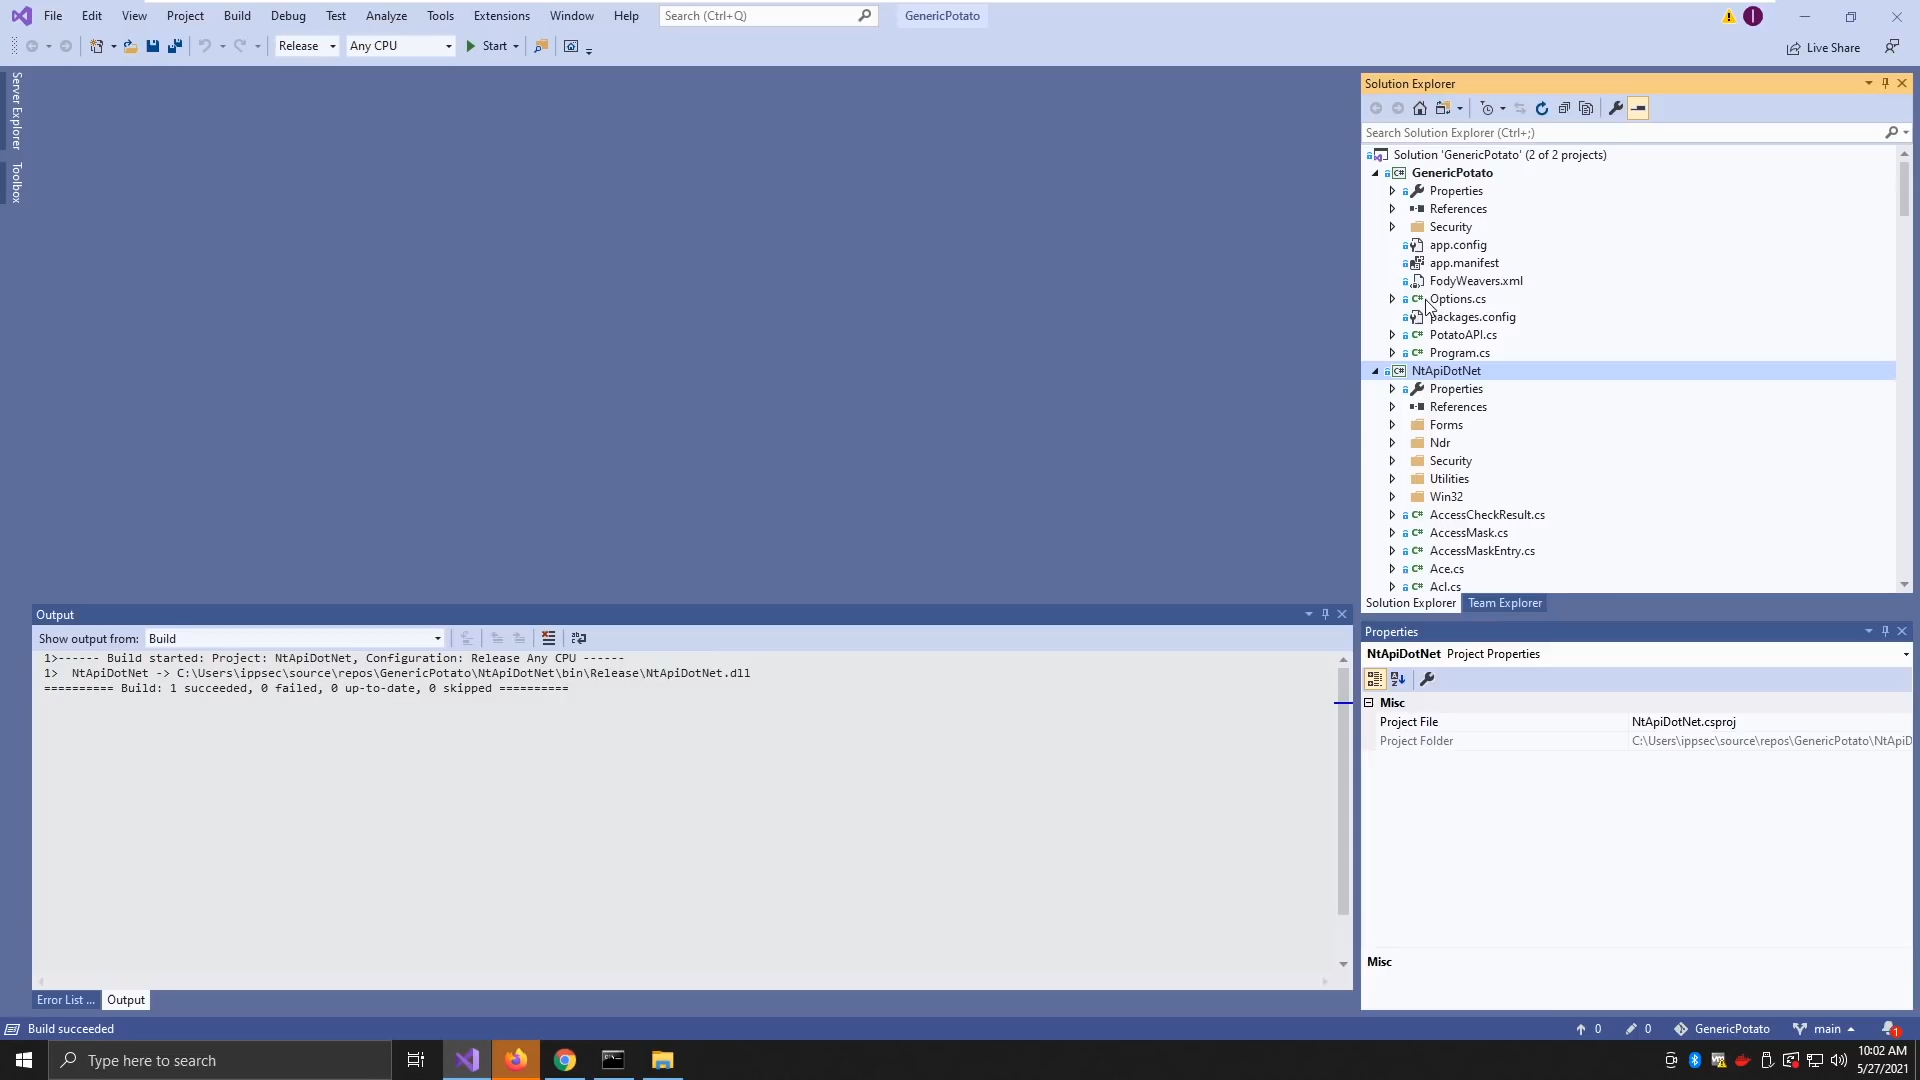 File Edit View Project Build Debug Test Analyze Tools Extensions Window Help Search (Ctrl+Q) GenericPotato
Release Any CPU Start Live Share
Server Explorer
Toolbox
Solution Explorer
Search Solution Explorer (Ctrl+;)
Solution 'GenericPotato' (2 of 2 projects)
GenericPotato
Properties
References
Security
app.config
app.manifest
FodyWeavers.xml
Options.cs
packages.config
PotatoAPI.cs
Program.cs
NtApiDotNet
Properties
References
Forms
Ndr
Security
Utilities
Win32
AccessCheckResult.cs
AccessMask.cs
AccessMaskEntry.cs
Ace.cs
Acl.cs
Solution Explorer Team Explorer
Output
Show output from: Build
1>------ Build started: Project: NtApiDotNet, Configuration: Release Any CPU ------
1>  NtApiDotNet -> C:\Users\ippsec\source\repos\GenericPotato\NtApiDotNet\bin\Release\NtApiDotNet.dll
========== Build: 1 succeeded, 0 failed, 0 up-to-date, 0 skipped ==========
Error List ... Output
Properties
NtApiDotNet Project Properties
Misc
Project File NtApiDotNet.csproj
Project Folder C:\Users\ippsec\source\repos\GenericPotato\NtApiD
Misc
Build succeeded 0 0 GenericPotato main 1
Type here to search
10:02 AM
5/27/2021